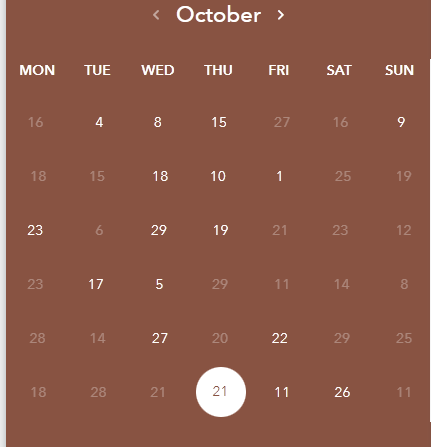 ‹ October ›
MON TUE WED THU FRI SAT SUN
16 4 8 15 27 16 9
18 15 18 10 1 25 19
23 6 29 19 21 23 12
23 17 5 29 11 14 8
28 14 27 20 22 29 25
18 28 21 21 11 26 11